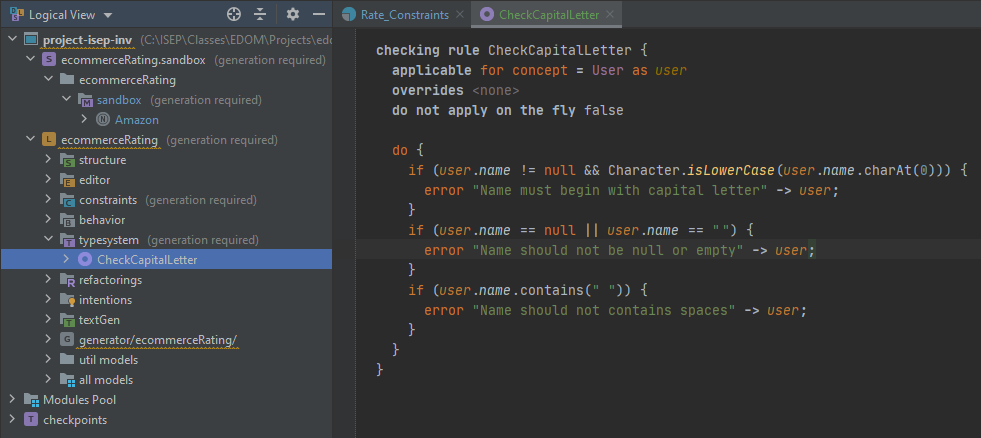 Logical View
project-isep-inv (C:\ISEP\Classes\EDOM\Projects\edo
ecommerceRating.sandbox (generation required)
ecommerceRating
sandbox (generation required)
Amazon
ecommerceRating (generation required)
structure
editor
constraints (generation required)
behavior
typesystem (generation required)
CheckCapitalLetter
refactorings
intentions
textGen
generator/ecommerceRating/
util models
all models
Modules Pool
checkpoints
Rate_Constraints
CheckCapitalLetter
checking rule CheckCapitalLetter {
applicable for concept = User as user
overrides <none>
do not apply on the fly false
do {
if (user.name != null && Character.isLowerCase(user.name.charAt(0))) {
error "Name must begin with capital letter" -> user;
}
if (user.name == null || user.name == "") {
error "Name should not be null or empty" -> user;
}
if (user.name.contains(" ")) {
error "Name should not contains spaces" -> user;
}
}
}